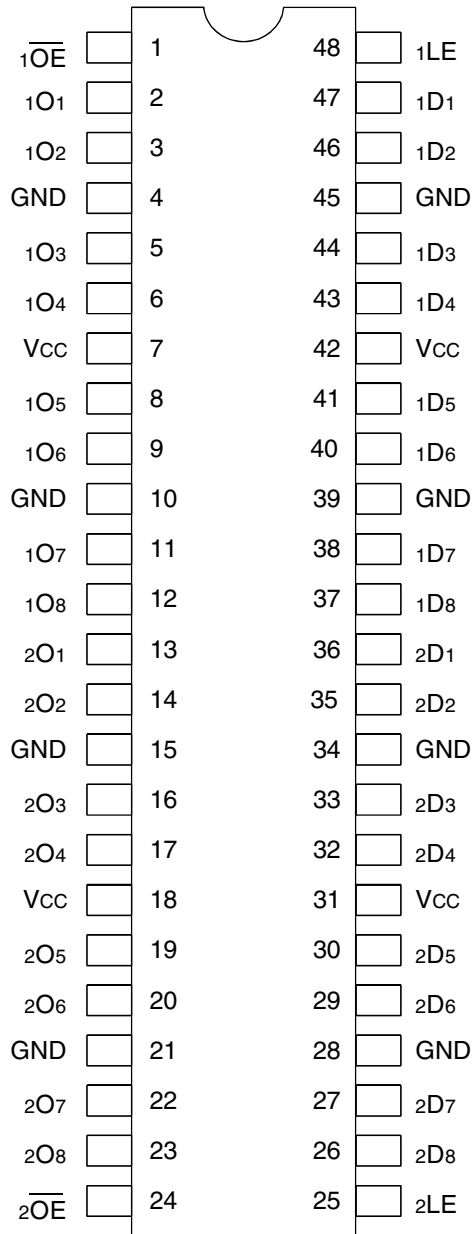 1O̅E̅ 1 48 1LE
1O1 2 47 1D1
1O2 3 46 1D2
GND 4 45 GND
1O3 5 44 1D3
1O4 6 43 1D4
VCC 7 42 VCC
1O5 8 41 1D5
1O6 9 40 1D6
GND 10 39 GND
1O7 11 38 1D7
1O8 12 37 1D8
2O1 13 36 2D1
2O2 14 35 2D2
GND 15 34 GND
2O3 16 33 2D3
2O4 17 32 2D4
VCC 18 31 VCC
2O5 19 30 2D5
2O6 20 29 2D6
GND 21 28 GND
2O7 22 27 2D7
2O8 23 26 2D8
2O̅E̅ 24 25 2LE